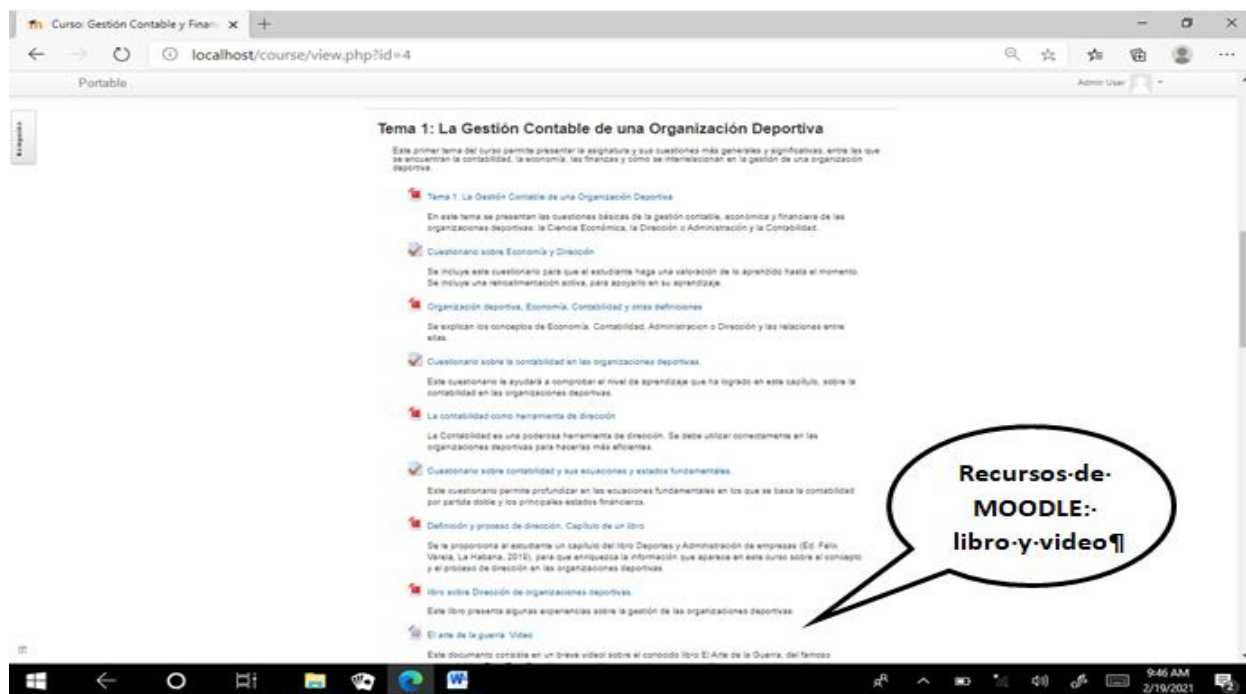 Curso: Gestión Contable y Finan
localhost/course/view.php?id=4
Portable
Admin User
Tema 1: La Gestión Contable de una Organización Deportiva
Este primer tema del curso permite presentar la asignatura y sus cuestiones más generales y significativas, entre las que
se encuentran la contabilidad, la economía, las finanzas y cómo se interrelacionan en la gestión de una organización
deportiva.
Tema 1: La Gestión Contable de una Organización Deportiva
En este tema se presentan las cuestiones básicas de la gestión contable, económica y financiera de las
organizaciones deportivas: la Ciencia Económica, la Dirección o Administración y la Contabilidad.
Cuestionario sobre Economía y Dirección
Se incluye este cuestionario para que el estudiante haga una valoración de lo aprendido hasta el momento.
Se incluye una retroalimentación activa, para apoyarlo en su aprendizaje.
Organización deportiva, Economía, Contabilidad y otras definiciones
Se explican los conceptos de Economía, Contabilidad, Administracion o Dirección y las relaciones entre
ellas.
Cuestionario sobre la contabilidad en las organizaciones deportivas.
Este cuestionario le ayudará a comprobar el nivel de aprendizaje que ha logrado en este capítulo, sobre la
contabilidad en las organizaciones deportivas.
La contabilidad como herramienta de dirección
La Contabilidad es una poderosa herramienta de dirección. Se debe utilizar correctamente en las
organizaciones deportivas para hacerlas más eficientes.
Cuestionario sobre contabilidad y sus ecuaciones y estados fundamentales.
Este cuestionario permite profundizar en las ecuaciones fundamentales en los que se basa la contabilidad
por partida doble y los principales estados financieros.
Definición y proceso de dirección. Capítulo de un libro
Se le proporciona al estudiante un capítulo del libro Deportes y Administración de empresas (Ed. Félix
Varela, La Habana, 2018), para que enriquezca la información que aparece en este curso sobre el concepto
y el proceso de dirección en las organizaciones deportivas
libro sobre Dirección de organizaciones deportivas.
Este libro presenta algunas experiencias sobre la gestión de las organizaciones deportivas
El arte de la guerra. Video
Este documento consiste en un breve videol sobre el conocido libro El Arte de la Guerra, del famoso
Recursos·de·
MOODLE:·
libro·y·video¶
9:46 AM
2/19/2021